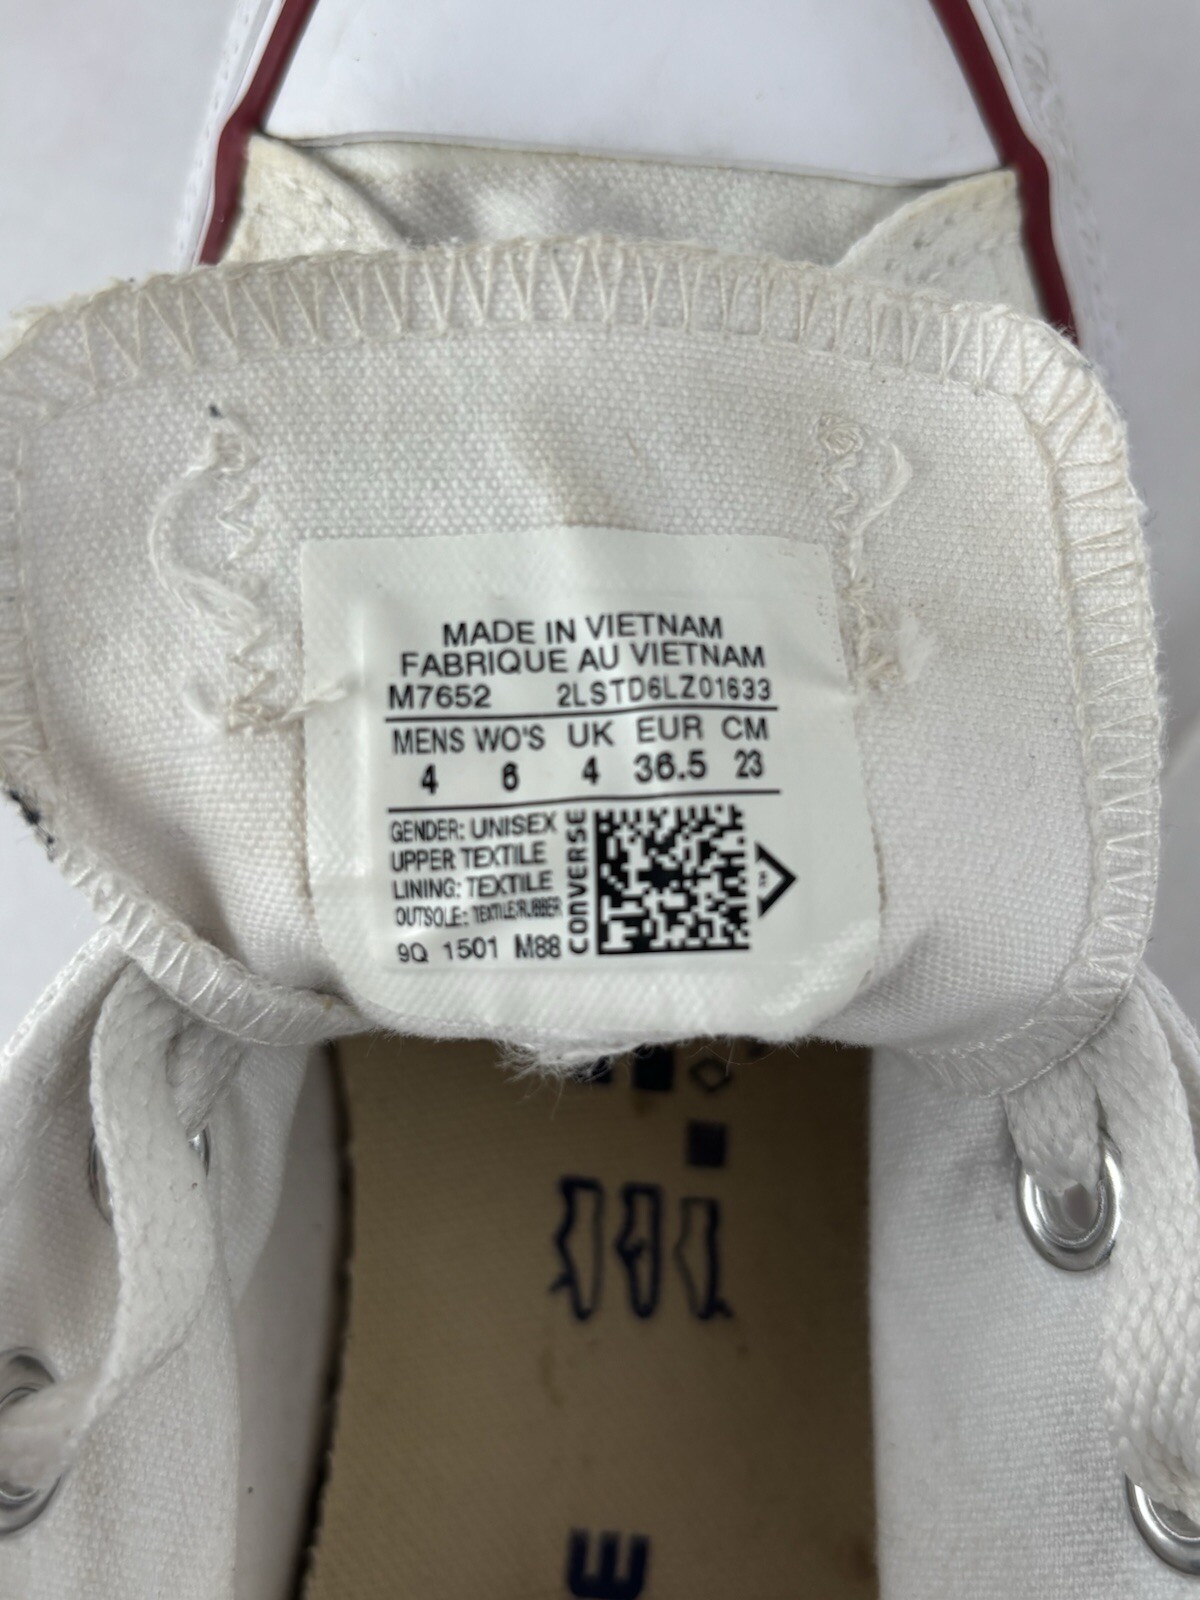 MADE IN VIETNAM
FABRIQUE AU VIETNAM
M7652 2LSTD6LZ01633
MENS WO'S UK EUR CM
4 6 4 36.5 23
GENDER: UNISEX
UPPER TEXTILE
LINING: TEXTILE
OUTSOLE: TEXTILE/RUBBER
9Q 1501 M88
CONVERSE
E